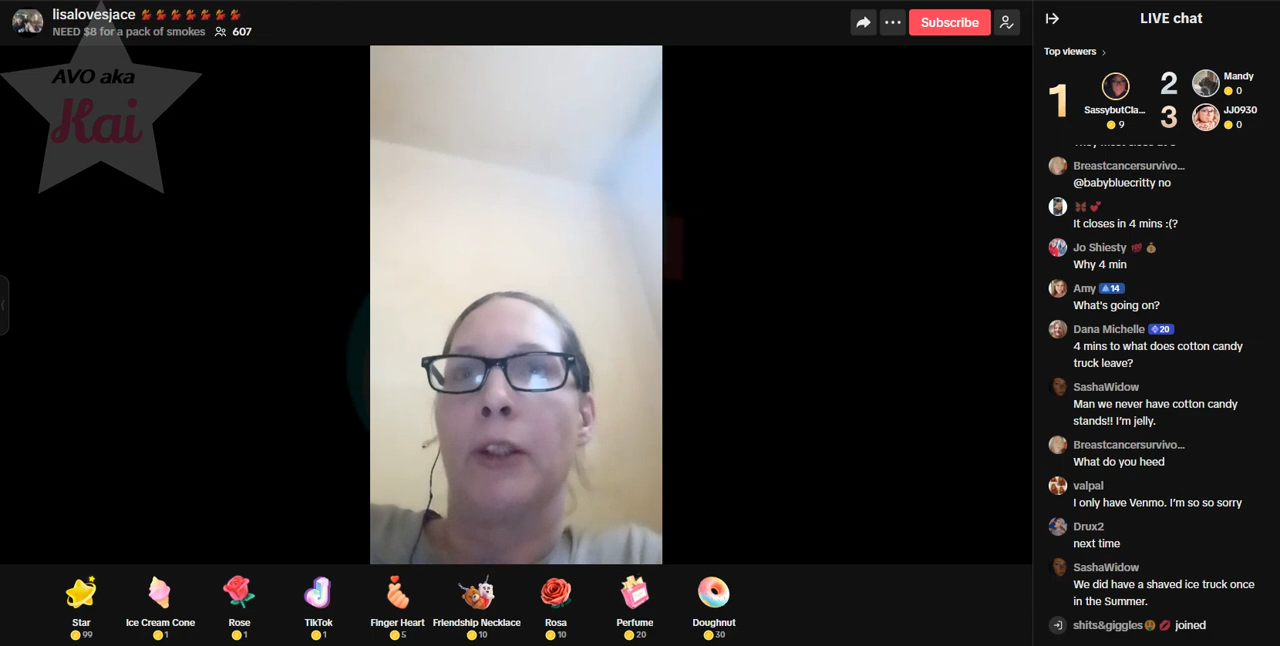 lisalovesjace
NEED $8 for a pack of smokes 607
Subscribe
AVO aka
Kai
LIVE chat
Top viewers
1
SassybutCla...
9
2
Mandy
0
3
JJ0930
0
Breastcancersurvivo...
@babybluecritty no
It closes in 4 mins :(?
Jo Shiesty
Why 4 min
Amy 14
What's going on?
Dana Michelle 20
4 mins to what does cotton candy
truck leave?
SashaWidow
Man we never have cotton candy
stands!! I'm jelly.
Breastcancersurvivo...
What do you heed
valpal
I only have Venmo. I'm so so sorry
Drux2
next time
SashaWidow
We did have a shaved ice truck once
in the Summer.
shits&giggles joined
Star Ice Cream Cone Rose TikTok Finger Heart Friendship Necklace Rosa Perfume Doughnut
99 1 1 1 5 10 10 20 30